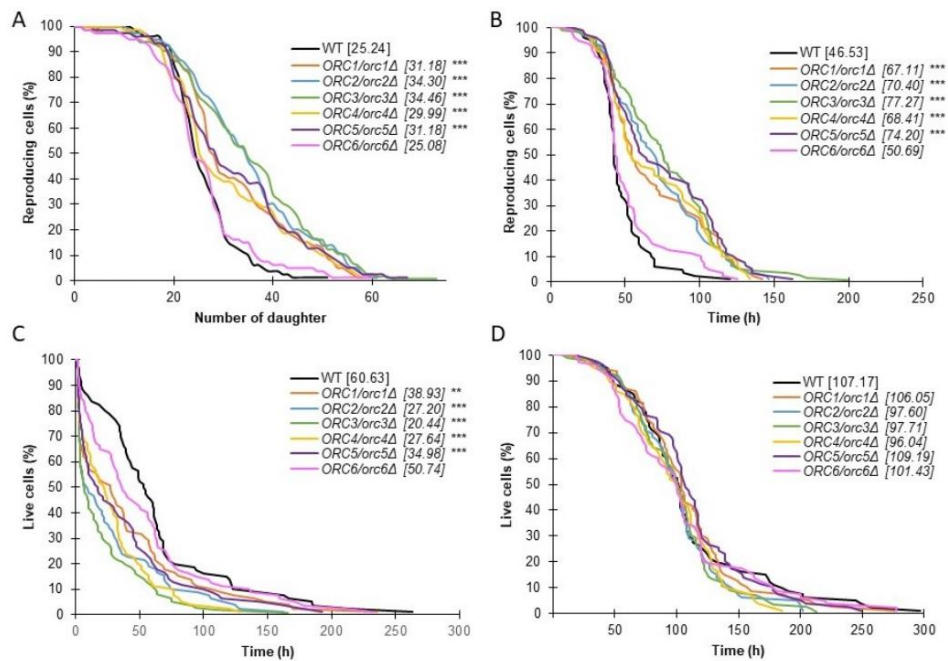 A
100
90
80
70
60
50
40
30
20
10
0
Reproducing cells (%)
WT [25.24]
ORC1/orc1Δ [31.18] ***
ORC2/orc2Δ [34.30] ***
ORC3/orc3Δ [34.46] ***
ORC4/orc4Δ [29.99] ***
ORC5/orc5Δ [31.18] ***
ORC6/orc6Δ [25.08]
0 20 40 60
Number of daughter
B
100
90
80
70
60
50
40
30
20
10
0
Reproducing cells (%)
WT [46.53]
ORC1/orc1Δ [67.11] ***
ORC2/orc2Δ [70.40] ***
ORC3/orc3Δ [77.27] ***
ORC4/orc4Δ [68.41] ***
ORC5/orc5Δ [74.20] ***
ORC6/orc6Δ [50.69]
0 50 100 150 200 250
Time (h)
C
100
90
80
70
60
50
40
30
20
10
0
Live cells (%)
WT [60.63]
ORC1/orc1Δ [38.93] **
ORC2/orc2Δ [27.20] ***
ORC3/orc3Δ [20.44] ***
ORC4/orc4Δ [27.64] ***
ORC5/orc5Δ [34.98] ***
ORC6/orc6Δ [50.74]
0 50 100 150 200 250 300
Time (h)
D
100
90
80
70
60
50
40
30
20
10
0
Live cells (%)
WT [107.17]
ORC1/orc1Δ [106.05]
ORC2/orc2Δ [97.60]
ORC3/orc3Δ [97.71]
ORC4/orc4Δ [96.04]
ORC5/orc5Δ [109.19]
ORC6/orc6Δ [101.43]
50 100 150 200 250 300
Time (h)